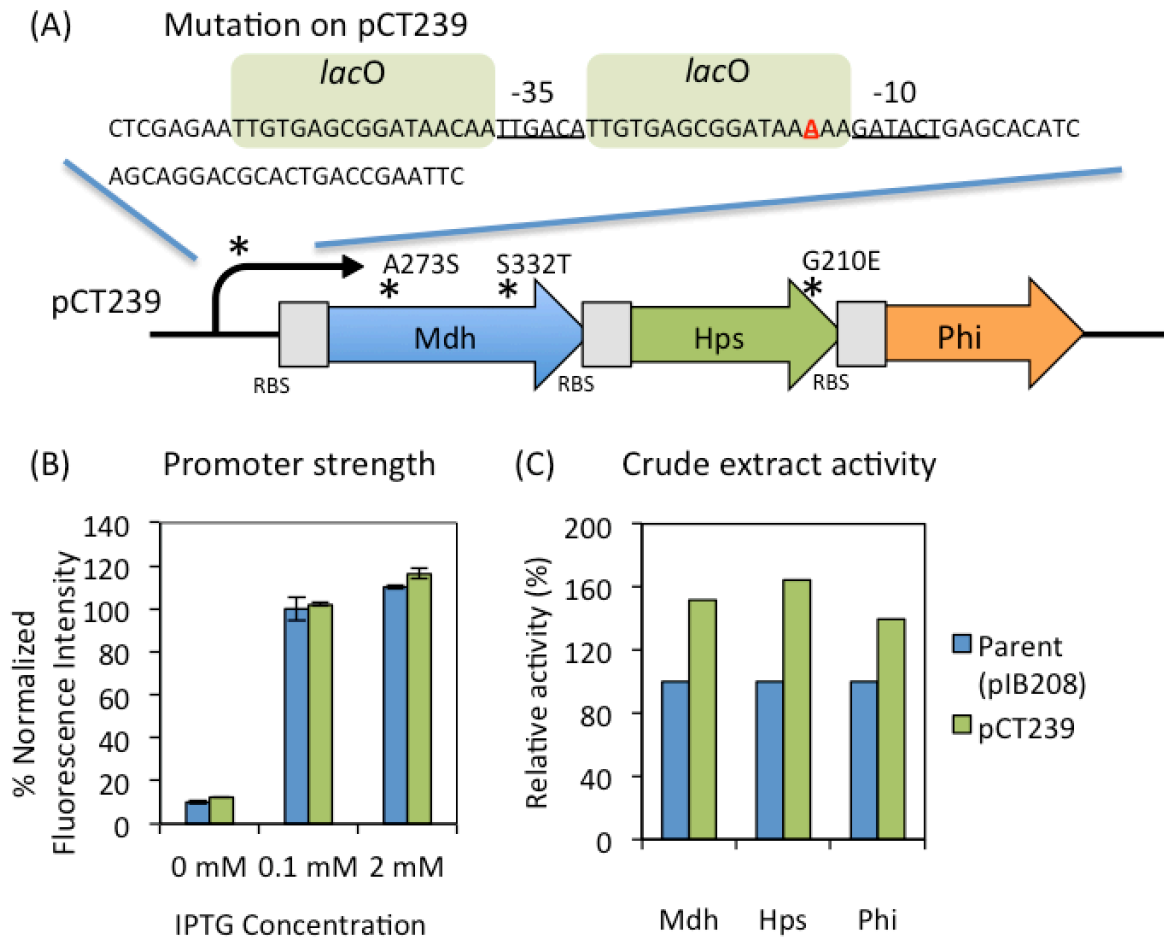 (A) Mutation on pCT239
lacO lacO
-35 -10
CTCGAGAATTGTGAGCGGATAACAATTGACATTGTGAGCGGATAAAAAGATACTGAGCACATC
AGCAGGACGCACTGACCGAATTC
* A273S S332T G210E
* * *
pCT239
Mdh Hps Phi
RBS RBS RBS
(B) Promoter strength
% Normalized
Fluorescence Intensity
140
120
100
80
60
40
20
0
0 mM 0.1 mM 2 mM
IPTG Concentration
(C) Crude extract activity
Relative activity (%)
200
160
120
80
40
0
Mdh Hps Phi
Parent
(pIB208)
pCT239